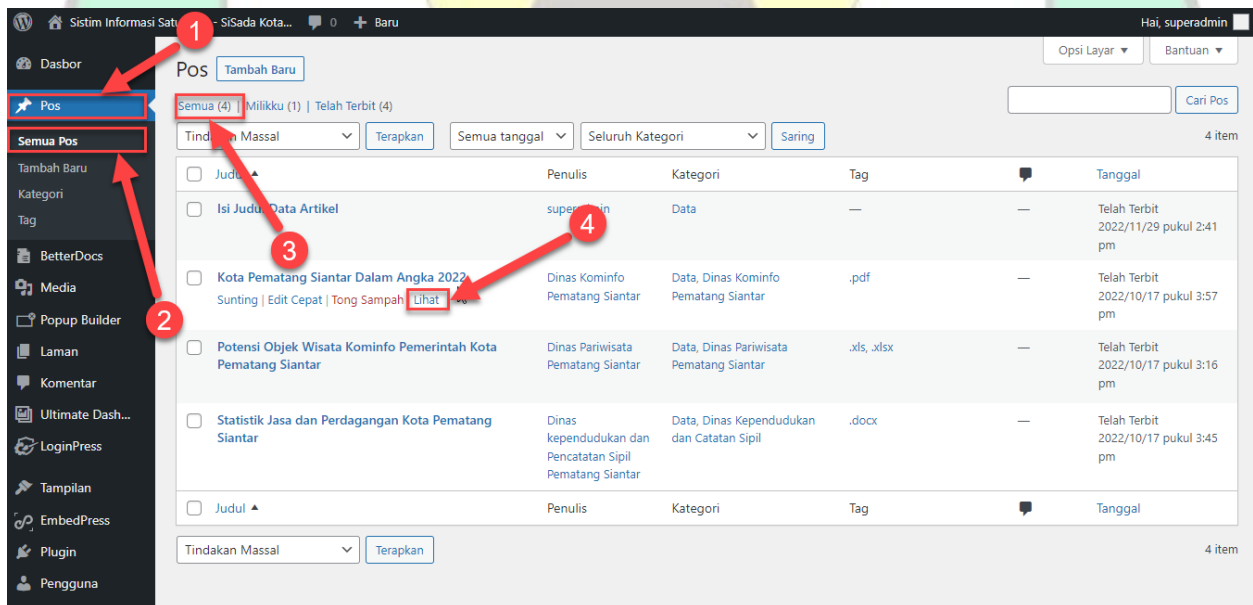 Sistim Informasi Satu - SiSada Kota... 0 + Baru
Hai, superadmin
1
Dasbor
Pos
Semua Pos
Tambah Baru
Kategori
Tag
BetterDocs
Media
Popup Builder
2
Laman
Komentar
Ultimate Dash...
LoginPress
Tampilan
EmbedPress
Plugin
Pengguna
Opsi Layar ▼
Bantuan ▼
Pos Tambah Baru
Semua (4) | Milikku (1) | Telah Terbit (4)
Cari Pos
Tindakan Massal Terapkan Semua tanggal Seluruh Kategori Saring
4 item
Judul ▲ Penulis Kategori Tag Tanggal
Isi Judul Data Artikel
superadmin
Data
—
—
Telah Terbit
2022/11/29 pukul 2:41
pm
3
4
Kota Pematang Siantar Dalam Angka 2022
Sunting | Edit Cepat | Tong Sampah | Lihat
Dinas Kominfo
Pematang Siantar
Data, Dinas Kominfo
Pematang Siantar
.pdf
—
Telah Terbit
2022/10/17 pukul 3:57
pm
Potensi Objek Wisata Kominfo Pemerintah Kota
Pematang Siantar
Dinas Pariwisata
Pematang Siantar
Data, Dinas Pariwisata
Pematang Siantar
.xls, .xlsx
—
Telah Terbit
2022/10/17 pukul 3:16
pm
Statistik Jasa dan Perdagangan Kota Pematang
Siantar
Dinas
kependudukan dan
Pencatatan Sipil
Pematang Siantar
Data, Dinas Kependudukan
dan Catatan Sipil
.docx
—
Telah Terbit
2022/10/17 pukul 3:45
pm
Judul ▲ Penulis Kategori Tag Tanggal
Tindakan Massal Terapkan
4 item